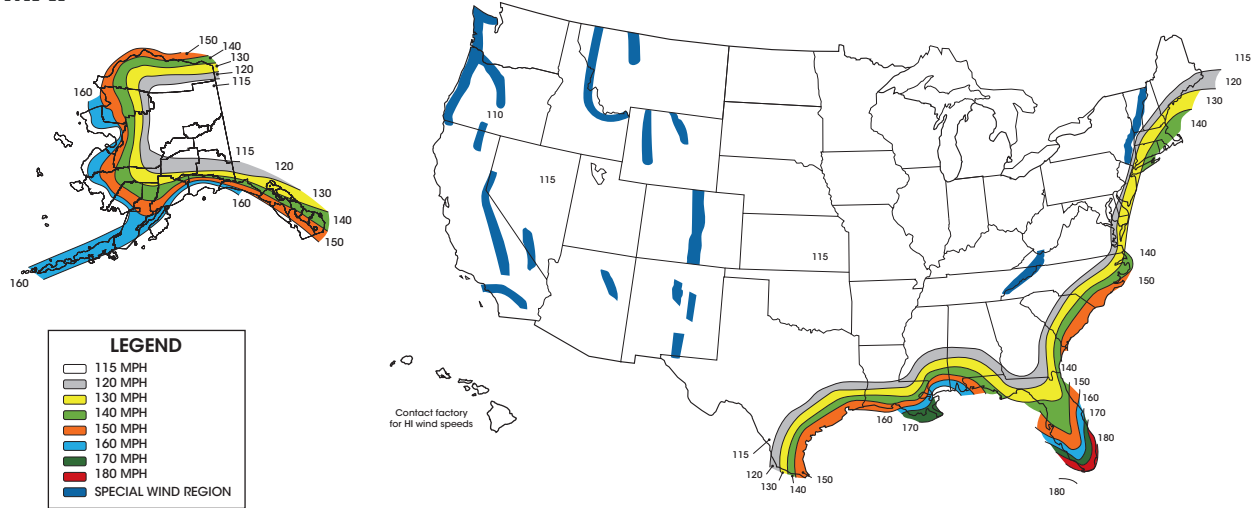 150
140
130
120
115
160
115
120
130
140
150
160
160
110
115
115
115
120
130
140
140
150
140
150
160
170
180
180
160
170
115
120
130
140
150
Contact factory
for HI wind speeds
LEGEND
115 MPH
120 MPH
130 MPH
140 MPH
150 MPH
160 MPH
170 MPH
180 MPH
SPECIAL WIND REGION